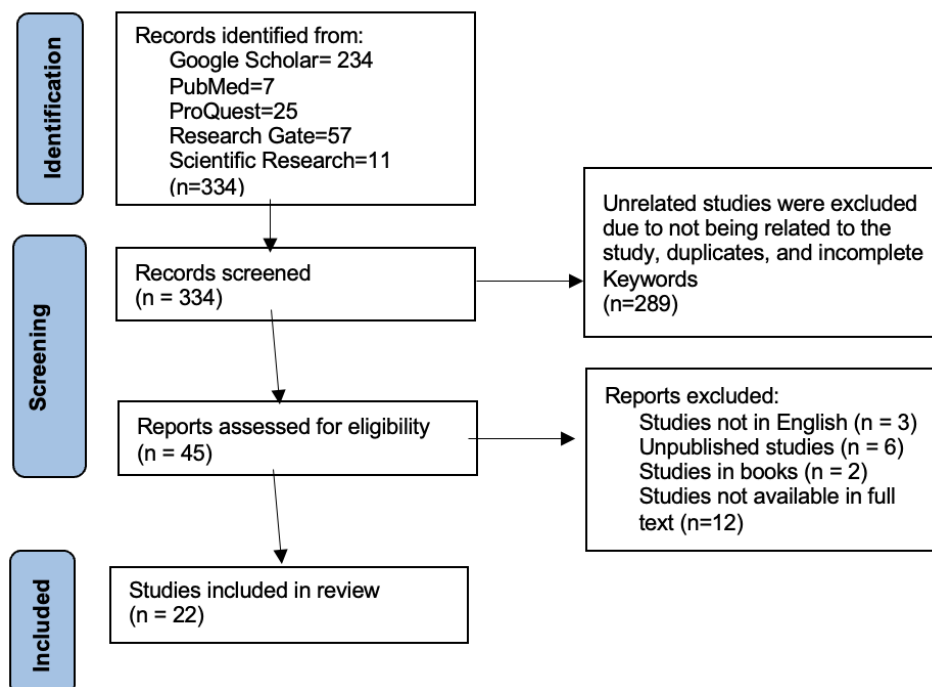 Identification
Records identified from:
Google Scholar= 234
PubMed=7
ProQuest=25
Research Gate=57
Scientific Research=11
(n=334)
Unrelated studies were excluded
due to not being related to the
study, duplicates, and incomplete
Keywords
(n=289)
Screening
Records screened
(n = 334)
Reports assessed for eligibility
(n = 45)
Reports excluded:
Studies not in English (n = 3)
Unpublished studies (n = 6)
Studies in books (n = 2)
Studies not available in full
text (n=12)
Included
Studies included in review
(n = 22)